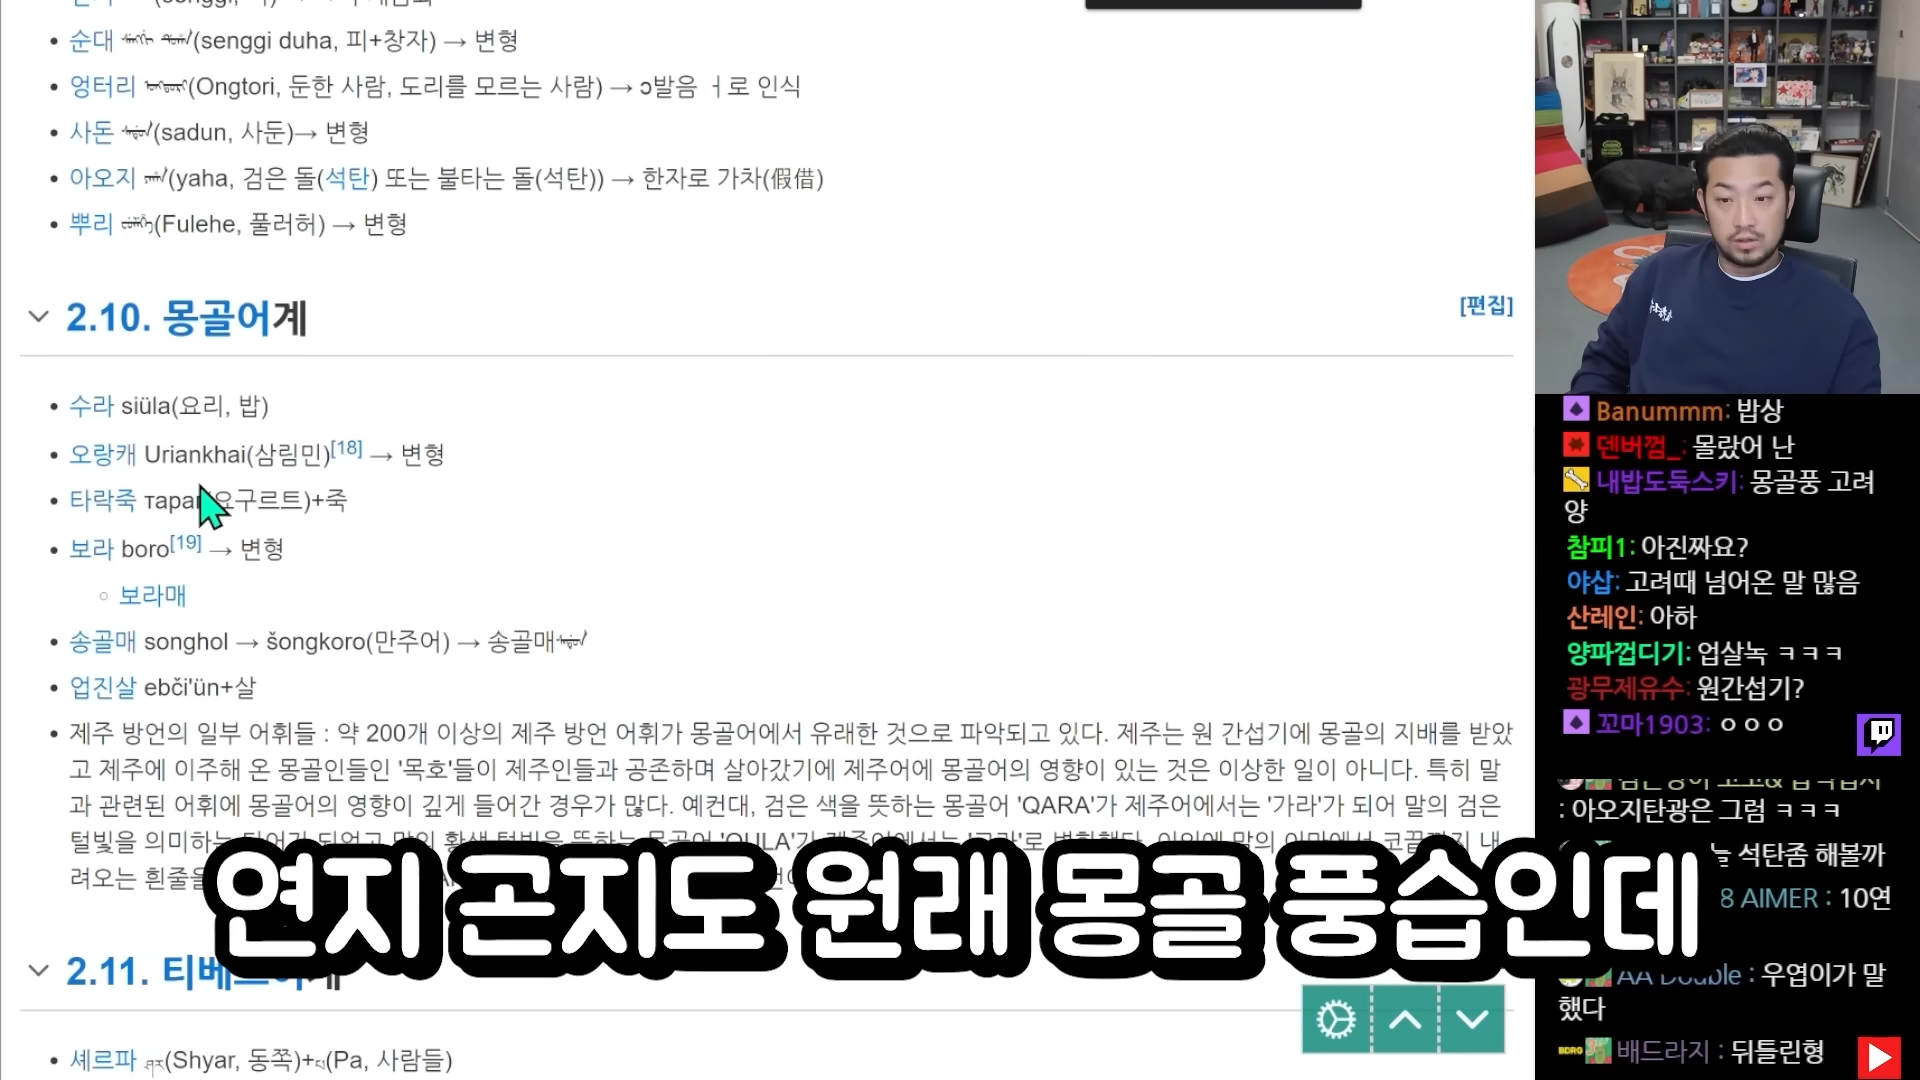 순대 (senggi duha, 피+창자) → 변형
엉터리 (Ongtori, 둔한 사람, 도리를 모르는 사람) → ɔ발음 ㅓ로 인식
사돈 (sadun, 사둔)→ 변형
아오지 (yaha, 검은 돌(석탄) 또는 불타는 돌(석탄)) → 한자로 가차(假借)
뿌리 (Fulehe, 풀러허) → 변형
2.10. 몽골어계
[편집]
수라 siüla(요리, 밥)
오랑캐 Uriankhai(삼림민)[18] → 변형
타락죽 тараг(요구르트)+죽
보라 boro[19] → 변형
보라매
송골매 songhol → šongkoro(만주어) → 송골매
업진살 ebči'ün+살
제주 방언의 일부 어휘들 : 약 200개 이상의 제주 방언 어휘가 몽골어에서 유래한 것으로 파악되고 있다. 제주는 원 간섭기에 몽골의 지배를 받았
고 제주에 이주해 온 몽골인들인 '목호'들이 제주인들과 공존하며 살아갔기에 제주어에 몽골어의 영향이 있는 것은 이상한 일이 아니다. 특히 말
과 관련된 어휘에 몽골어의 영향이 깊게 들어간 경우가 많다. 예컨대, 검은 색을 뜻하는 몽골어 'QARA'가 제주어에서는 '가라'가 되어 말의 검은
털빛을 의미하는
려오는 흰줄을
연지 곤지도 원래 몽골 풍습인데
2.11. 티베트어계
셰르파 (Shyar, 동쪽)+(Pa, 사람들)
Banummm: 밥상
덴버껌_: 몰랐어 난
내밥도둑스키: 몽골풍 고려
양
참피1: 아진짜요?
야삽: 고려때 넘어온 말 많음
산레인: 아하
양파껍디기: 업살녹 ㅋㅋㅋ
광무제유수: 원간섭기?
꼬마1903: ㅇㅇㅇ
: 아오지탄광은 그럼 ㅋㅋㅋ
석탄좀 해볼까
8 AIMER : 10연
AA Double : 우엽이가 말
했다
배드라지 : 뒤틀린형